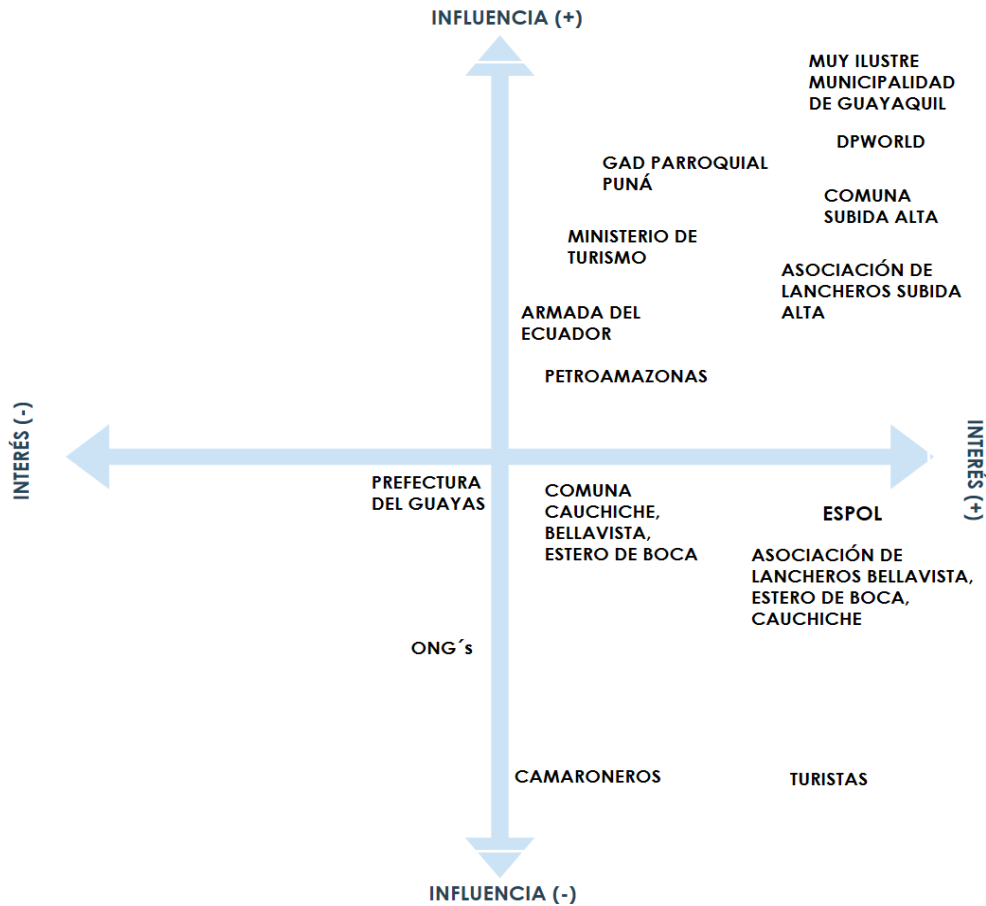 INFLUENCIA (+)
MUY ILUSTRE
MUNICIPALIDAD
DE GUAYAQUIL
DPWORLD
GAD PARROQUIAL
PUNÁ
COMUNA
SUBIDA ALTA
MINISTERIO DE
TURISMO
ASOCIACIÓN DE
LANCHEROS SUBIDA
ALTA
ARMADA DEL
ECUADOR
PETROAMAZONAS
INTERÉS (-)
INTERÉS (+)
PREFECTURA
DEL GUAYAS
COMUNA
CAUCHICHE,
BELLAVISTA,
ESTERO DE BOCA
ESPOL
ASOCIACIÓN DE
LANCHEROS BELLAVISTA,
ESTERO DE BOCA,
CAUCHICHE
ONG´s
CAMARONEROS
TURISTAS
INFLUENCIA (-)